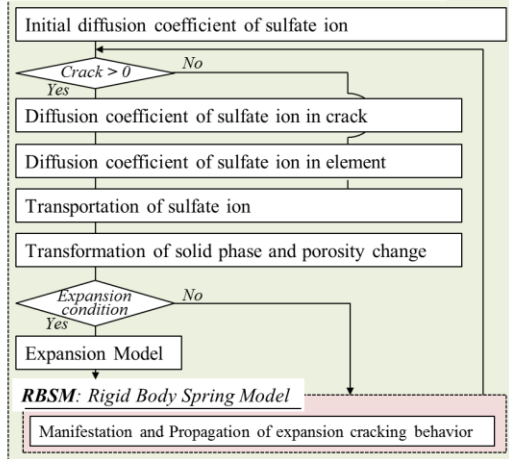 Initial diffusion coefficient of sulfate ion
Crack > 0
No
Yes
Diffusion coefficient of sulfate ion in crack
Diffusion coefficient of sulfate ion in element
Transportation of sulfate ion
Transformation of solid phase and porosity change
Expansion
condition
No
Yes
Expansion Model
RBSM: Rigid Body Spring Model
Manifestation and Propagation of expansion cracking behavior